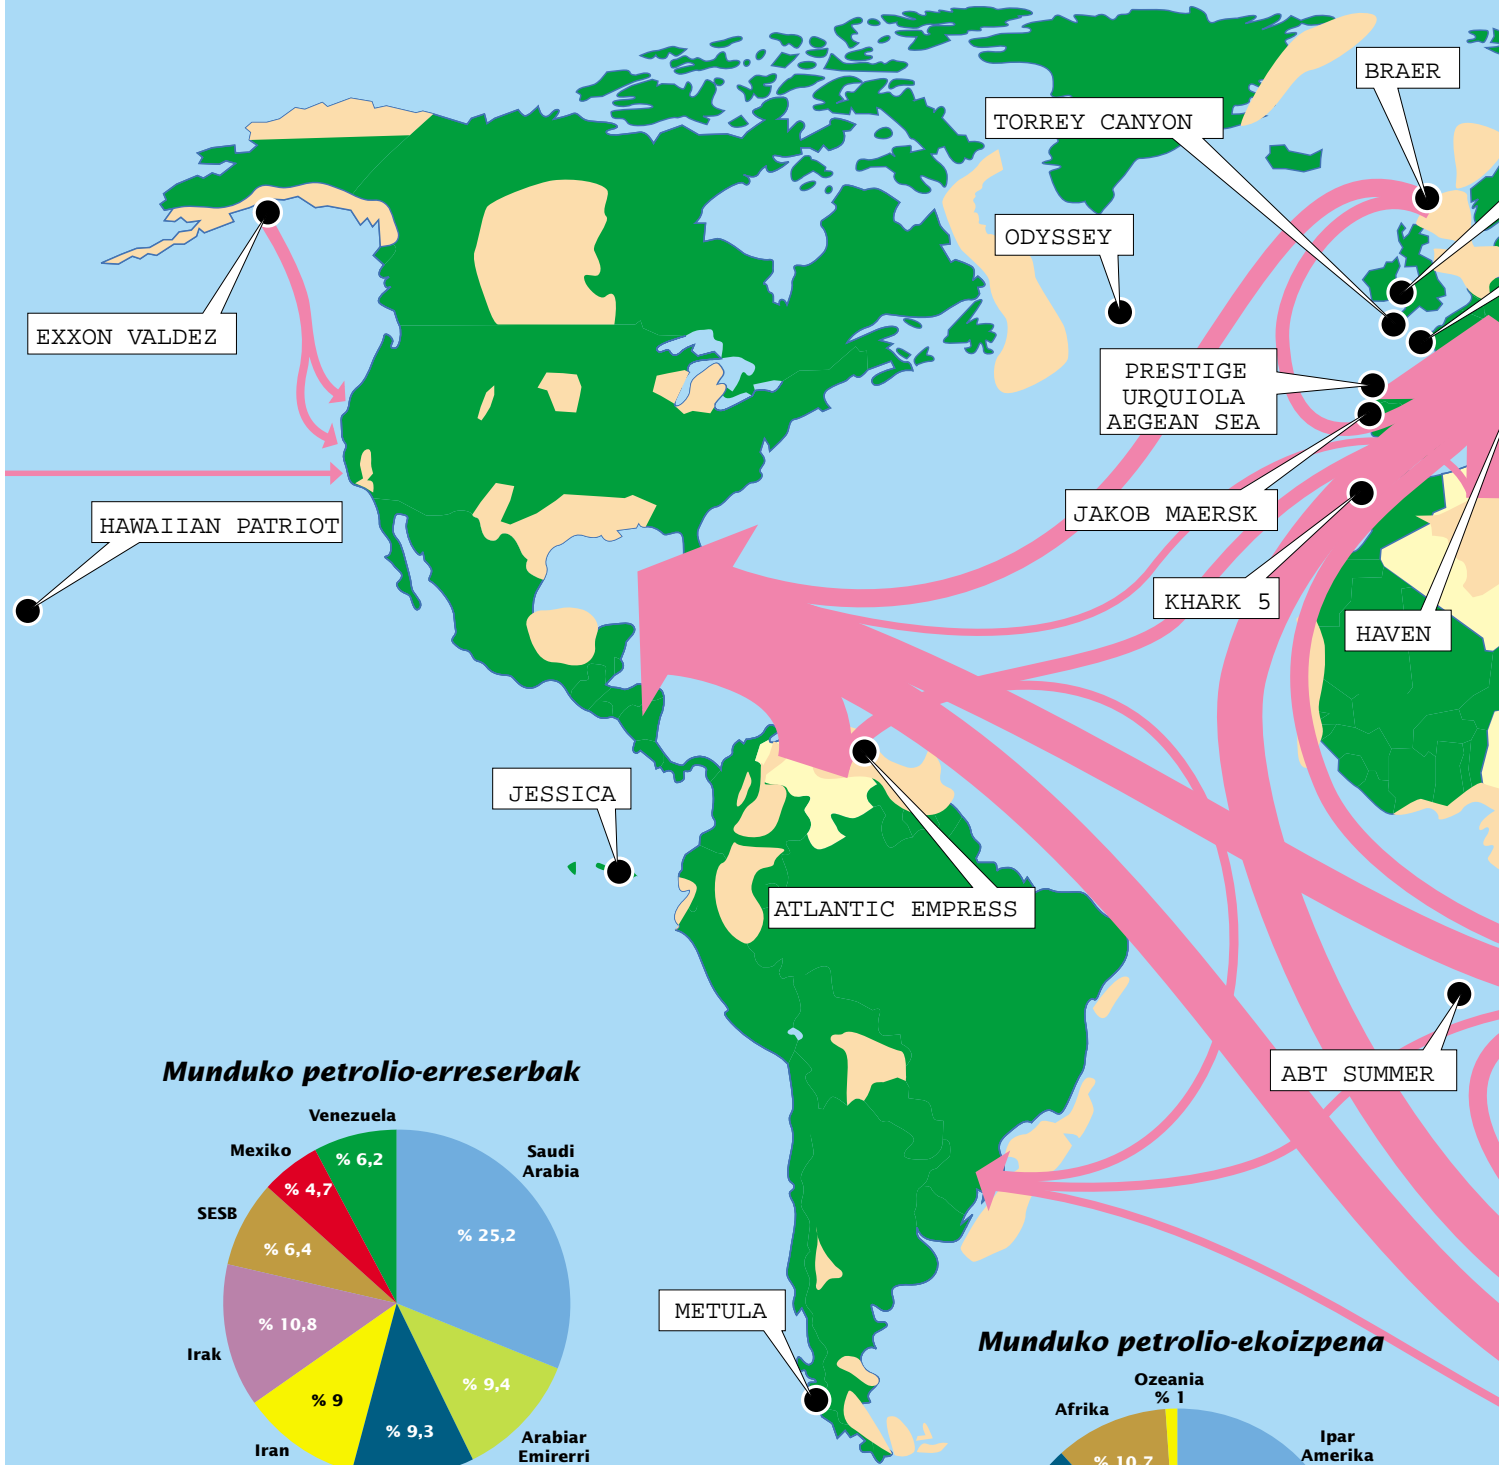 BRAER
TORREY CANYON
ODYSSEY
EXXON VALDEZ
PRESTIGE
URQUIOLA
AEGEAN SEA
JAKOB MAERSK
HAWAIIAN PATRIOT
KHARK 5
HAVEN
JESSICA
ATLANTIC EMPRESS
ABT SUMMER
METULA
Munduko petrolio-erreserbak
Venezuela
% 6,2
Mexiko
% 4,7
Saudi
Arabia
% 25,2
SESB
% 6,4
Irak
% 10,8
Iran
% 9
% 9,3
% 9,4
Arabiar
Emirerri
Munduko petrolio-ekoizpena
Ozeania
% 1
Afrika
% 10,7
Ipar
Amerika